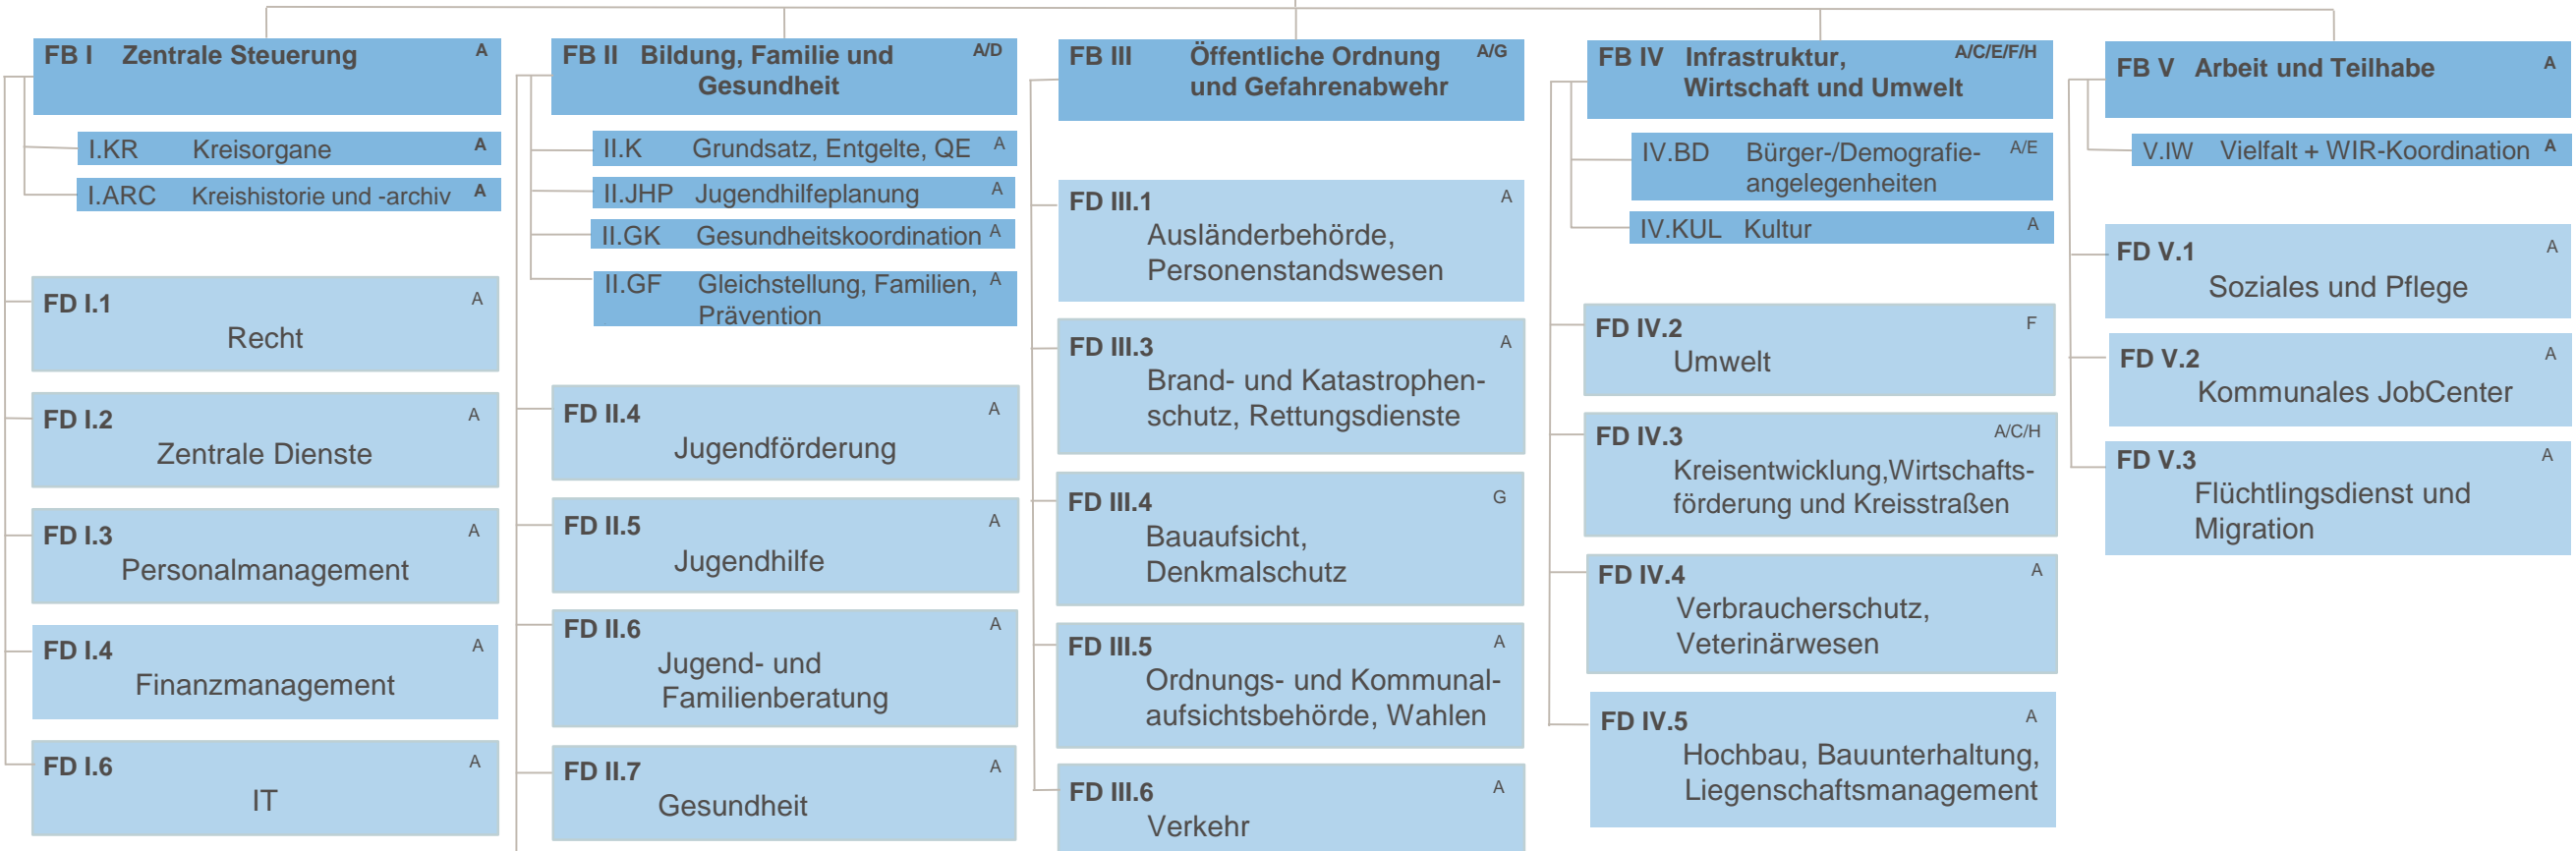 FB I Zentrale Steuerung A
I.KR Kreisorgane A
I.ARC Kreishistorie und -archiv A
FD I.1 A
Recht
FD I.2 A
Zentrale Dienste
FD I.3 A
Personalmanagement
FD I.4 A
Finanzmanagement
FD I.6 A
IT
FB II Bildung, Familie und A/D
Gesundheit
II.K Grundsatz, Entgelte, QE A
II.JHP Jugendhilfeplanung A
II.GK Gesundheitskoordination A
II.GF Gleichstellung, Familien, A
Prävention
FD II.4 A
Jugendförderung
FD II.5 A
Jugendhilfe
FD II.6 A
Jugend- und
Familienberatung
FD II.7 A
Gesundheit
FB III Öffentliche Ordnung A/G
und Gefahrenabwehr
FD III.1 A
Ausländerbehörde,
Personenstandswesen
FD III.3 A
Brand- und Katastrophen-
schutz, Rettungsdienste
FD III.4 G
Bauaufsicht,
Denkmalschutz
FD III.5 A
Ordnungs- und Kommunal-
aufsichtsbehörde, Wahlen
FD III.6 A
Verkehr
FB IV Infrastruktur, A/C/E/F/H
Wirtschaft und Umwelt
IV.BD Bürger-/Demografie- A/E
angelegenheiten
IV.KUL Kultur A
FD IV.2 F
Umwelt
FD IV.3 A/C/H
Kreisentwicklung,Wirtschafts-
förderung und Kreisstraßen
FD IV.4 A
Verbraucherschutz,
Veterinärwesen
FD IV.5 A
Hochbau, Bauunterhaltung,
Liegenschaftsmanagement
FB V Arbeit und Teilhabe A
V.IW Vielfalt + WIR-Koordination A
FD V.1 A
Soziales und Pflege
FD V.2 A
Kommunales JobCenter
FD V.3 A
Flüchtlingsdienst und
Migration